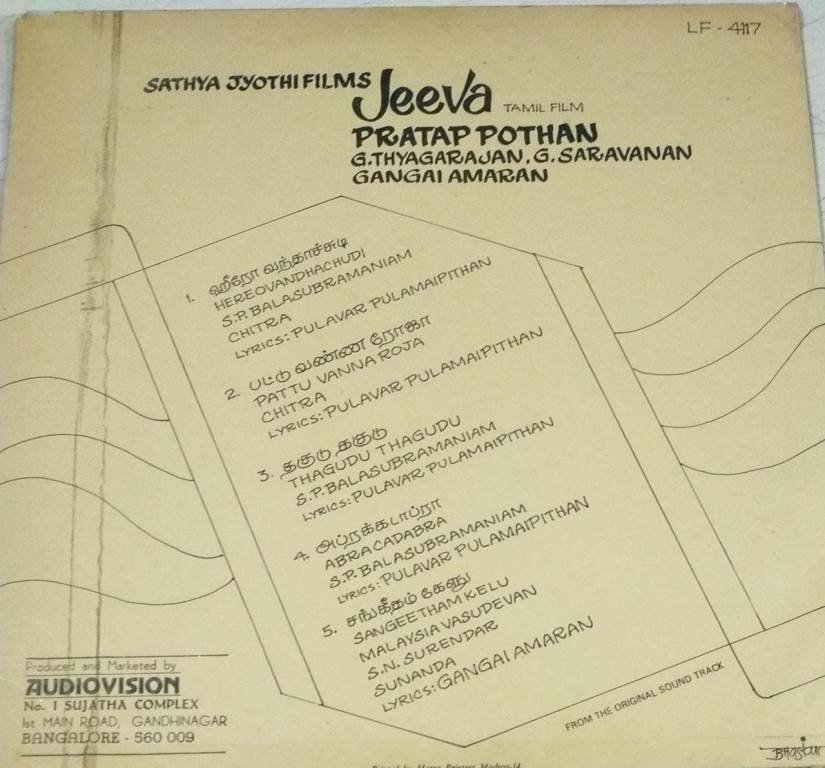 LF - 4117
SATHYA JYOTHI FILMS
Jeeva TAMIL FILM
PRATAP POTHAN
G.THYAGARAJAN, G.SARAVANAN
GANGAI AMARAN
1. ஹீரோ வந்தாச்சுடி
HEREOVANDHACHUDI
S.P.BALASUBRAMANIAM
CHITRA
LYRICS: PULAVAR PULAMAIPITHAN
2. பட்டு வண்ண ரோஜா
PATTU VANNA ROJA
CHITRA
LYRICS: PULAVAR PULAMAIPITHAN
3. தகுடு தகுடு
THAGUDU THAGUDU
S.P.BALASUBRAMANIAM
LYRICS: PULAVAR PULAMAIPITHAN
4. அப்ரக்கடாப்ரா
ABRACADABRA
S.P.BALASUBRAMANIAM
LYRICS: PULAVAR PULAMAIPITHAN
5. சங்கீதம் கேளு
SANGEETHAM KELU
MALAYSIA VASUDEVAN
S.N. SURENDAR
SUNANDA
LYRICS: GANGAI AMARAN
FROM THE ORIGINAL SOUND TRACK
Produced and Marketed by
AUDIOVISION
No. 1 SUJATHA COMPLEX
1st MAIN ROAD, GANDHINAGAR
BANGALORE - 560 009